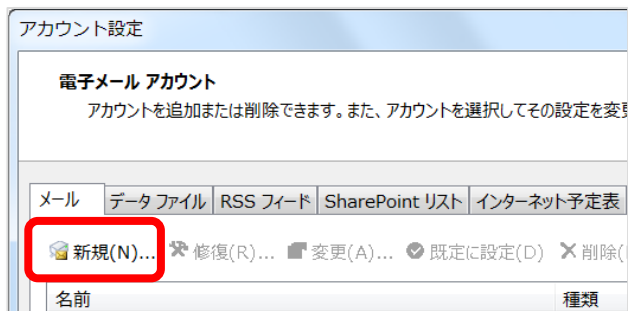 アカウント設定
電子メール アカウント
アカウントを追加または削除できます。また、アカウントを選択してその設定を変
メール データ ファイル RSS フィード SharePoint リスト インターネット予定表
新規(N)... 修復(R)... 変更(A)... 既定に設定(D) 削除(
名前 種類